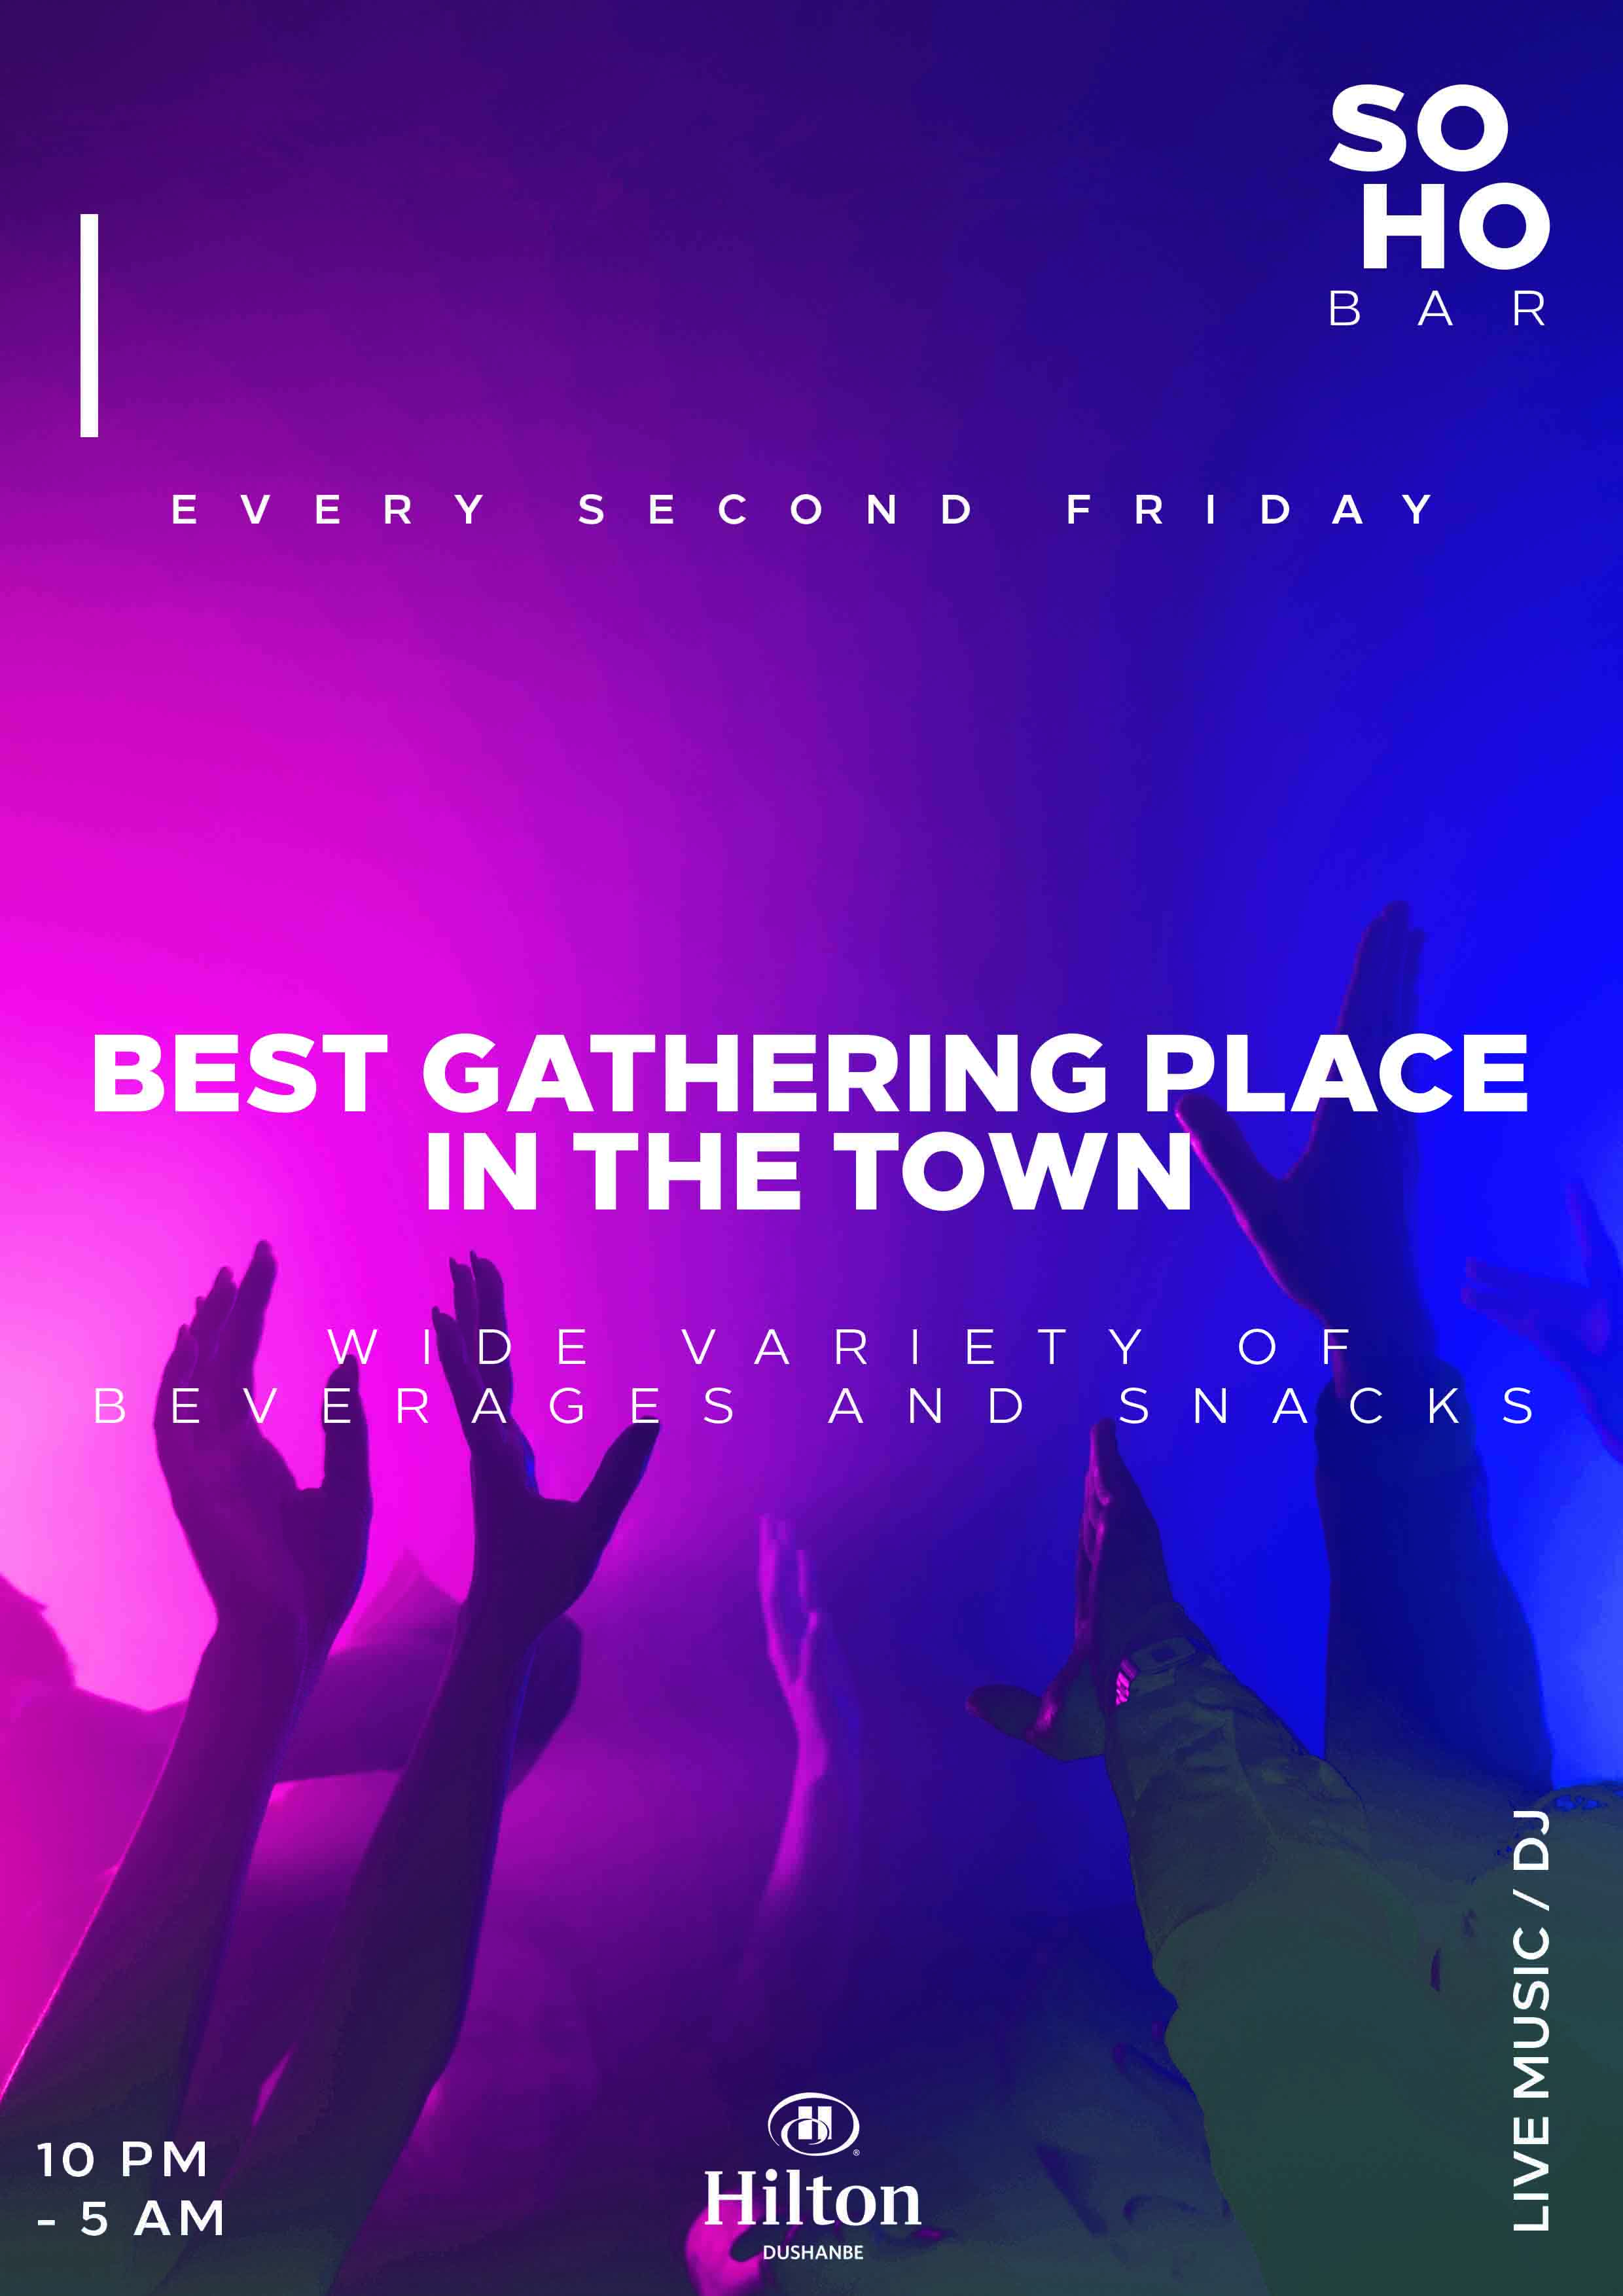 SO
HO
BAR
EVERY SECOND FRIDAY
BEST GATHERING PLACE
IN THE TOWN
WIDE VARIETY OF
BEVERAGES AND SNACKS
LIVE MUSIC / DJ
10 PM
- 5 AM
H
®
Hilton
DUSHANBE